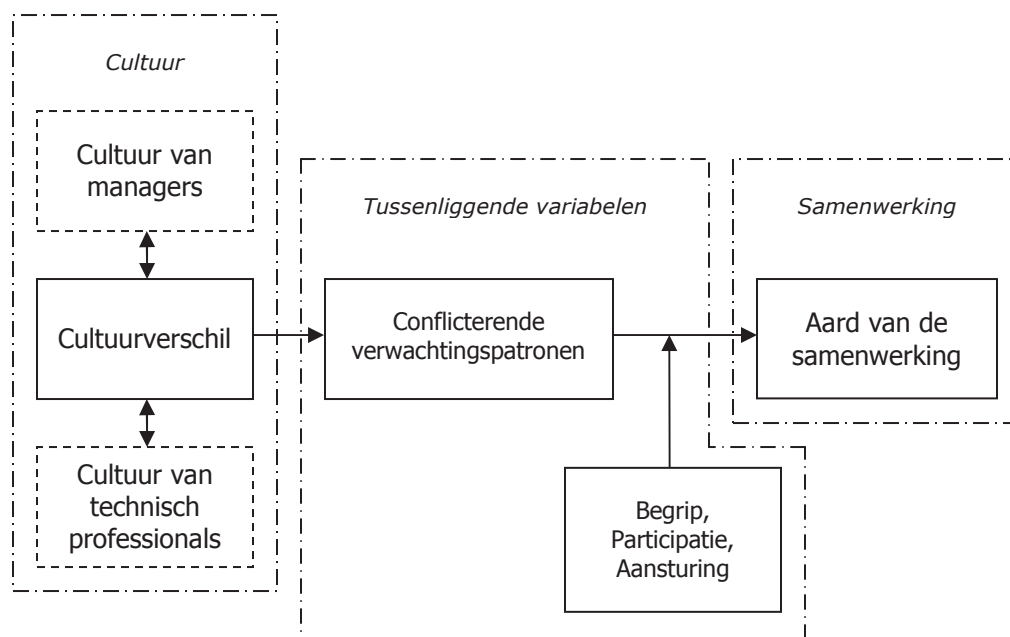 Cultuur
Cultuur van
managers
Cultuurverschil
Cultuur van
technisch
professionals
Tussenliggende variabelen
Conflicterende
verwachtingspatronen
Begrip,
Participatie,
Aansturing
Samenwerking
Aard van de
samenwerking